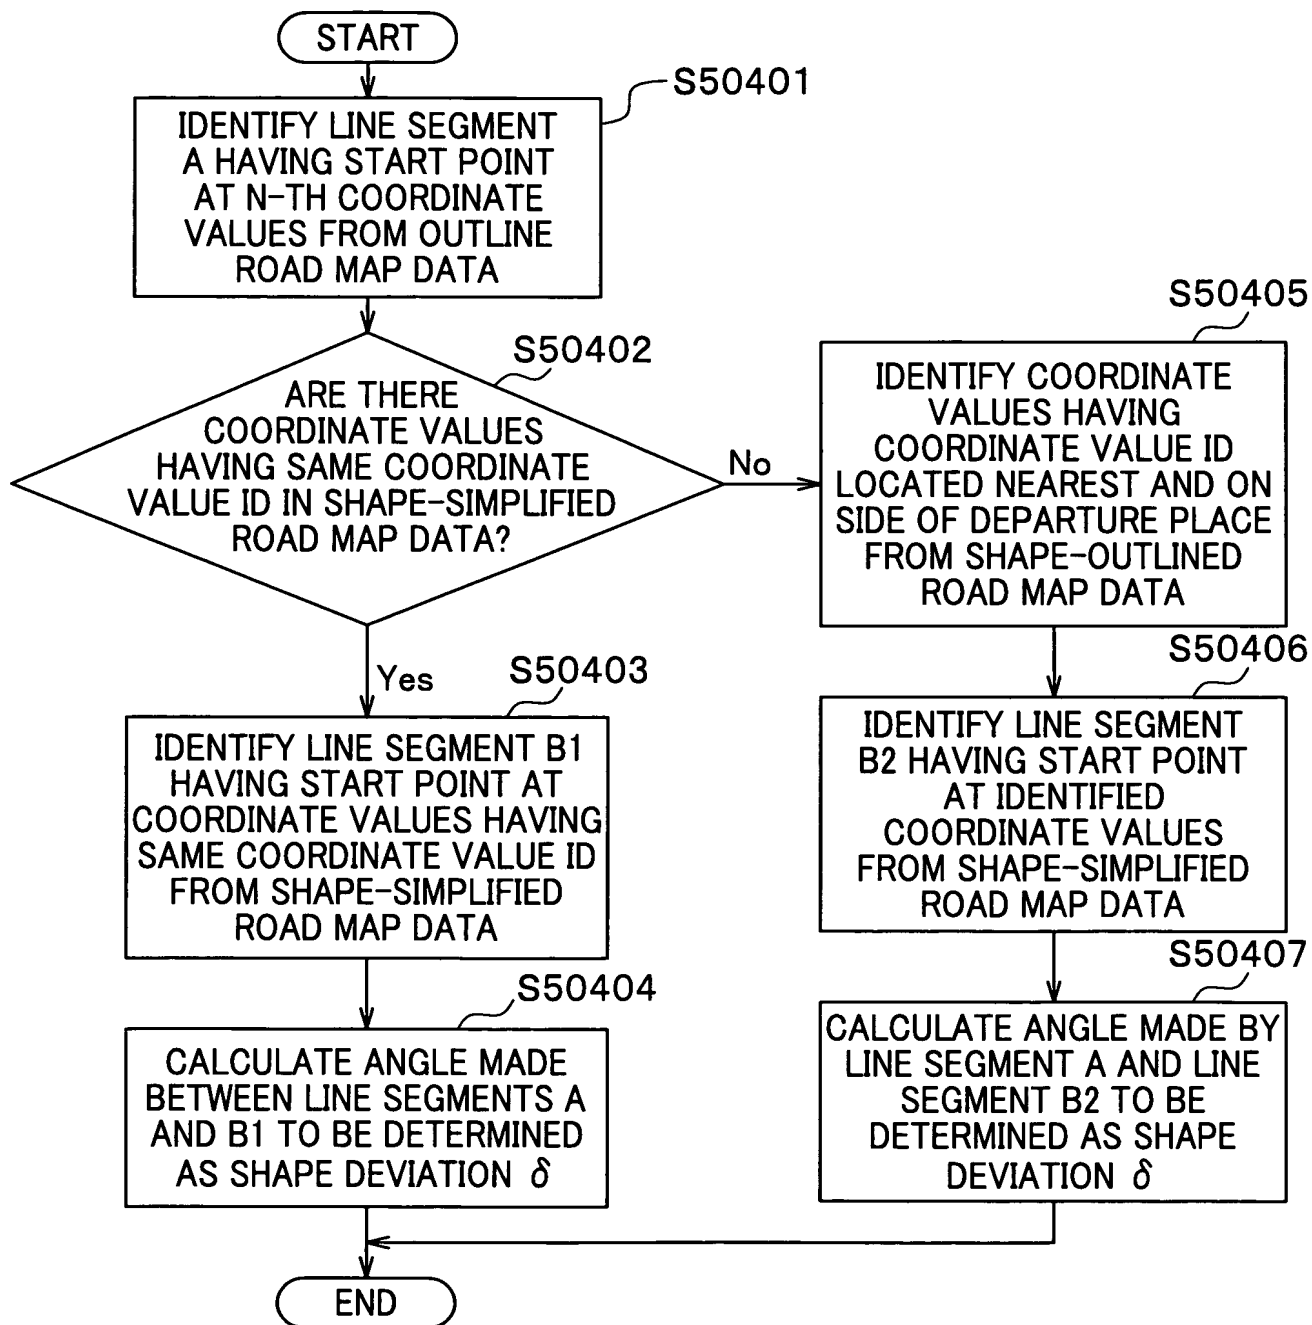 START
S50401
IDENTIFY LINE SEGMENT
A HAVING START POINT
AT N-TH COORDINATE
VALUES FROM OUTLINE
ROAD MAP DATA
S50402
ARE THERE
COORDINATE VALUES
HAVING SAME COORDINATE
VALUE ID IN SHAPE-SIMPLIFIED
ROAD MAP DATA?
No
Yes
S50403
IDENTIFY LINE SEGMENT B1
HAVING START POINT AT
COORDINATE VALUES HAVING
SAME COORDINATE VALUE ID
FROM SHAPE-SIMPLIFIED
ROAD MAP DATA
S50404
CALCULATE ANGLE MADE
BETWEEN LINE SEGMENTS A
AND B1 TO BE DETERMINED
AS SHAPE DEVIATION δ
S50405
IDENTIFY COORDINATE
VALUES HAVING
COORDINATE VALUE ID
LOCATED NEAREST AND ON
SIDE OF DEPARTURE PLACE
FROM SHAPE-OUTLINED
ROAD MAP DATA
S50406
IDENTIFY LINE SEGMENT
B2 HAVING START POINT
AT IDENTIFIED
COORDINATE VALUES
FROM SHAPE-SIMPLIFIED
ROAD MAP DATA
S50407
CALCULATE ANGLE MADE BY
LINE SEGMENT A AND LINE
SEGMENT B2 TO BE
DETERMINED AS SHAPE
DEVIATION δ
END